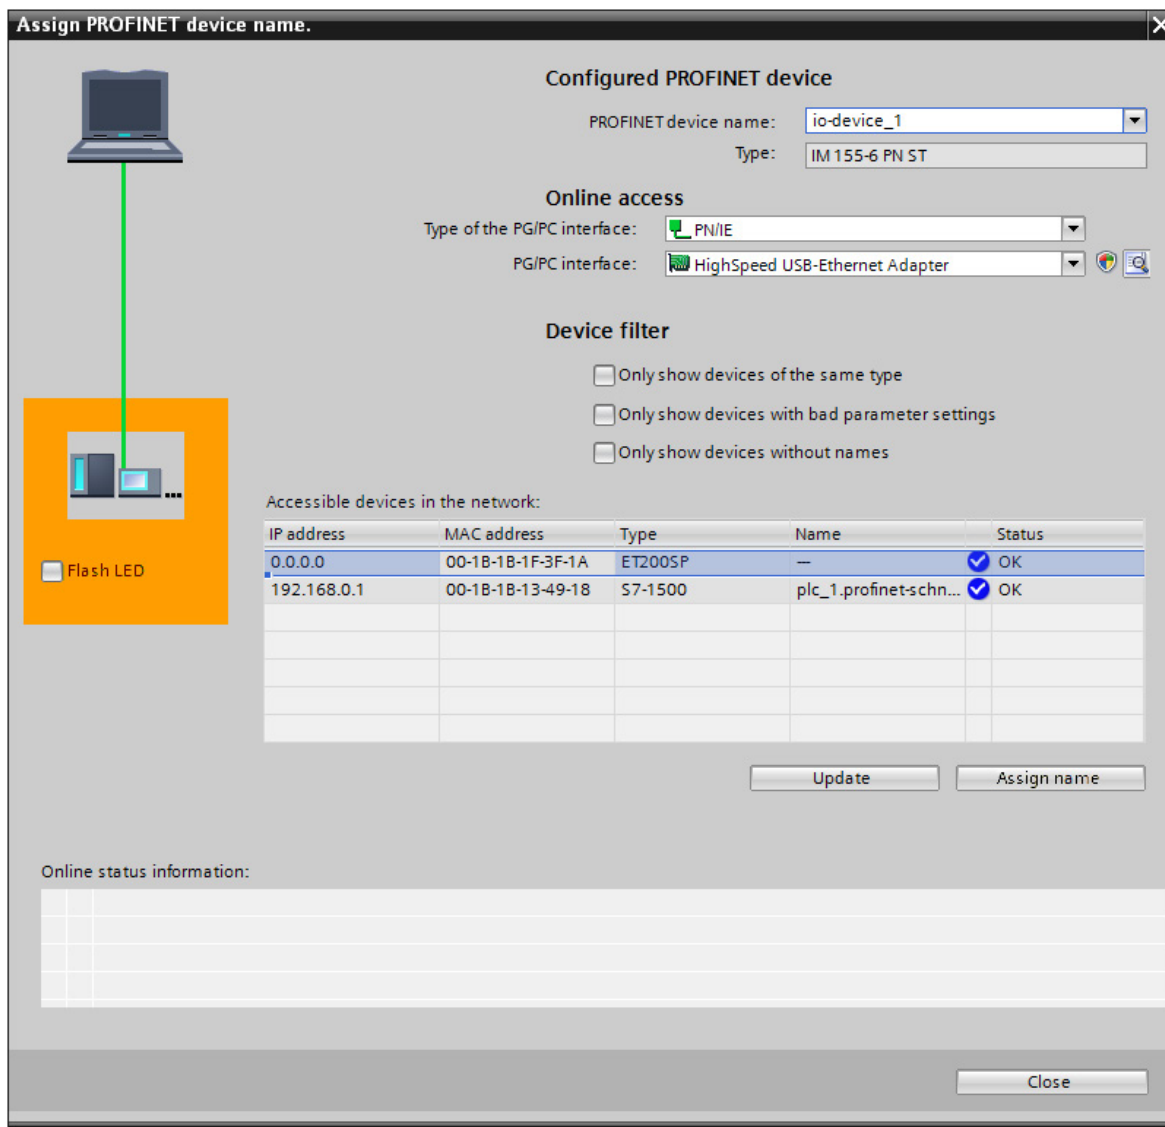 Assign PROFINET device name.
Configured PROFINET device
PROFINET device name: io-device_1
Type: IM 155-6 PN ST
Online access
Type of the PG/PC interface: PN/IE
PG/PC interface: HighSpeed USB-Ethernet Adapter
Device filter
Only show devices of the same type
Only show devices with bad parameter settings
Only show devices without names
Flash LED
Accessible devices in the network:
IP address MAC address Type Name Status
0.0.0.0 00-1B-1B-1F-3F-1A ET200SP — OK
192.168.0.1 00-1B-1B-13-49-18 S7-1500 plc_1.profinet-schn... OK
Update Assign name
Online status information:
Close